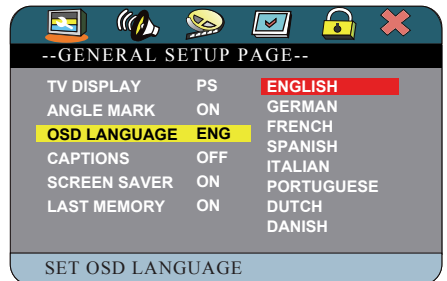 --GENERAL SETUP PAGE--
TV DISPLAY PS
ANGLE MARK ON
OSD LANGUAGE ENG
CAPTIONS OFF
SCREEN SAVER ON
LAST MEMORY ON
ENGLISH
GERMAN
FRENCH
SPANISH
ITALIAN
PORTUGUESE
DUTCH
DANISH
SET OSD LANGUAGE